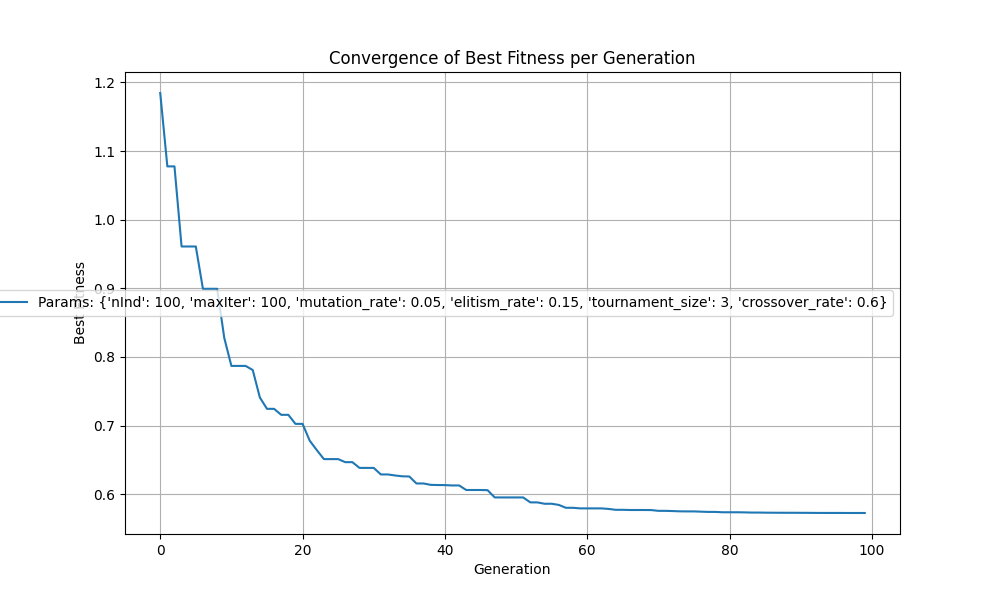 Convergence of Best Fitness per Generation
1.2
1.1
1.0
0.9
0.8
0.7
0.6
Best Fitness
Params: {'nInd': 100, 'maxIter': 100, 'mutation_rate': 0.05, 'elitism_rate': 0.15, 'tournament_size': 3, 'crossover_rate': 0.6}
0 20 40 60 80 100
Generation